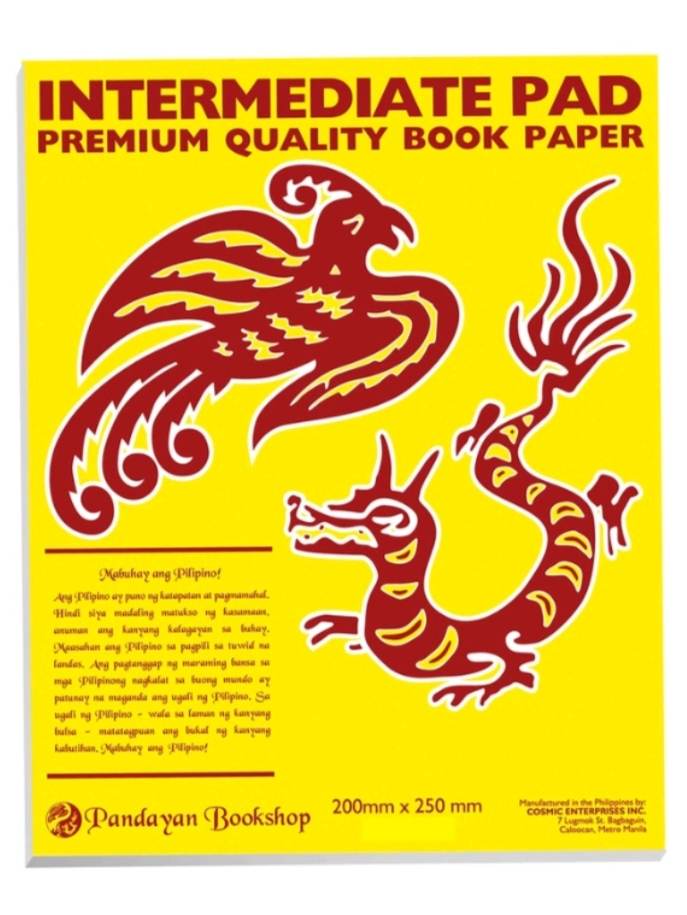 INTERMEDIATE PAD
PREMIUM QUALITY BOOK PAPER
Mabuhay ang Pilipino!
Ang Pilipino ay puno ng katapatan at pagmamahal.
Hindi siya madaling matukso ng kasamaan,
anuman ang kanyang kalagayan sa buhay.
Maasahan ang Pilipino sa pagpili sa tuwid na
landas. Ang pagtanggap ng maraming bansa sa
mga Pilipinong nagkalat sa buong mundo ay
patunay na maganda ang ugali ng Pilipino. Sa
ugali ng Pilipino - wala sa laman ng kanyang
bulsa - matatagpuan ang bukal ng kanyang
kabutihan. Mabuhay ang Pilipino!
Pandayan Bookshop
200mm x 250 mm
Manufactured in the Philippines by:
COSMIC ENTERPRISES INC.
7 Lugmok St. Bagbaguin,
Caloocan, Metro Manila